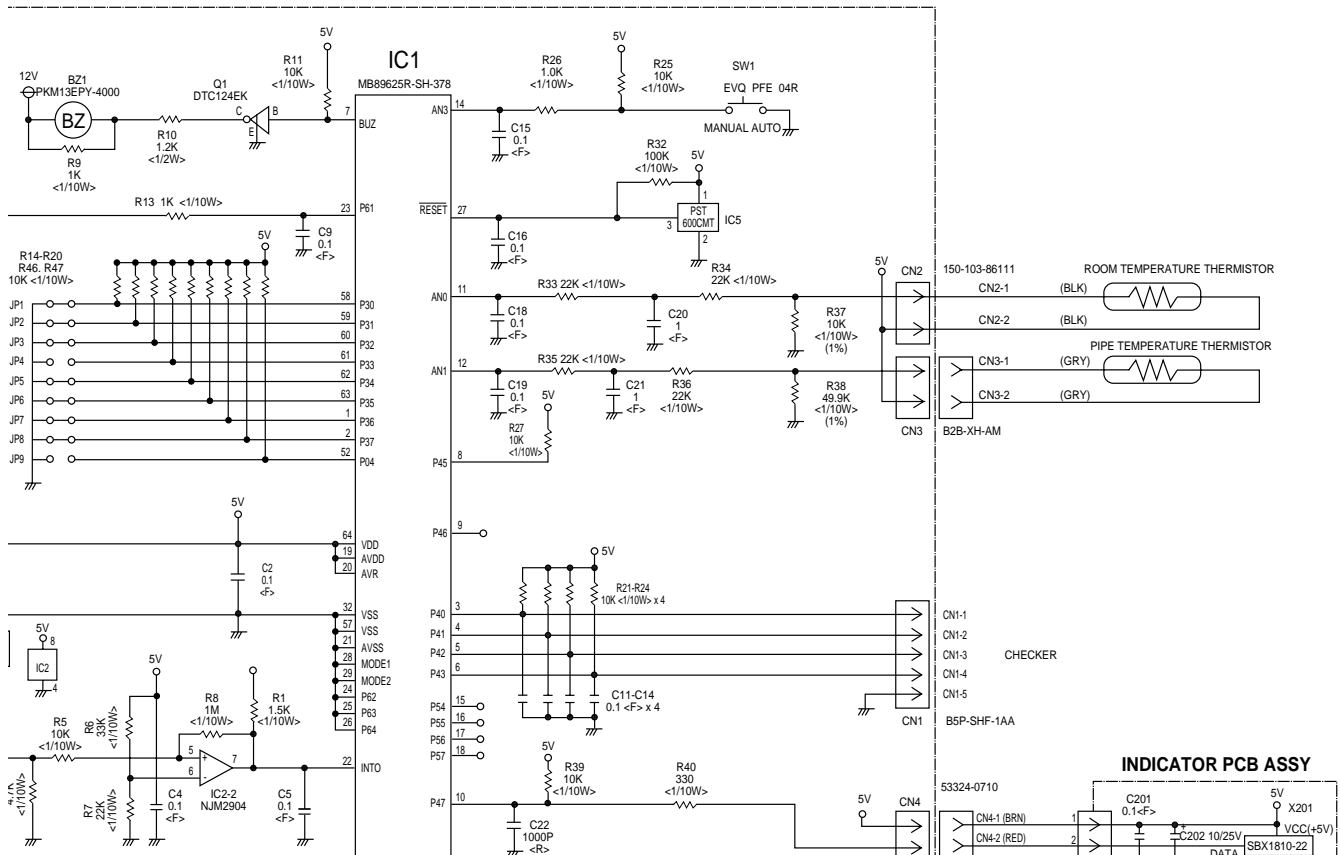 12V
BZ1
PKM13EPY-4000
BZ
R9
1K
<1/10W>
R10
1.2K
<1/2W>
Q1
DTC124EK
C
B
E
5V
R11
10K
<1/10W>
IC1
MB89625R-SH-378
7
BUZ
R13 1K <1/10W>
23
P61
C9
0.1
<F>
R14-R20
R46. R47
10K <1/10W>
5V
JP1
58
P30
JP2
59
P31
JP3
60
P32
JP4
61
P33
JP5
62
P34
JP6
63
P35
JP7
1
P36
JP8
2
P37
JP9
52
P04
5V
C2
0.1
<F>
64
VDD
19
AVDD
20
AVR
32
VSS
57
VSS
21
AVSS
28
MODE1
29
MODE2
24
P62
25
P63
26
P64
22
INTO
5V
8
IC2
4
4.7K
<1/10W>
R5
10K
<1/10W>
R6
33K
<1/10W>
R7
22K
<1/10W>
5V
C4
0.1
<F>
R8
1M
<1/10W>
5
+
6
-
7
IC2-2
NJM2904
R1
1.5K
<1/10W>
C5
0.1
<F>
AN3
14
C15
0.1
<F>
R26
1.0K
<1/10W>
5V
R25
10K
<1/10W>
SW1
EVQ PFE 04R
MANUAL AUTO
RESET
27
C16
0.1
<F>
R32
100K
<1/10W>
5V
1
PST
600CMT
3
2
IC5
AN0
11
R33 22K <1/10W>
C18
0.1
<F>
C20
1
<F>
R34
22K <1/10W>
R37
10K
<1/10W>
(1%)
5V
CN2
150-103-86111
CN2-1
(BLK)
ROOM TEMPERATURE THERMISTOR
CN2-2
(BLK)
AN1
12
R35 22K <1/10W>
C19
0.1
<F>
C21
1
<F>
R36
22K
<1/10W>
R38
49.9K
<1/10W>
(1%)
CN3
B2B-XH-AM
CN3-1
(GRY)
PIPE TEMPERATURE THERMISTOR
CN3-2
(GRY)
5V
R27
10K
<1/10W>
P45
8
P46
9
5V
R21-R24
10K <1/10W> x 4
P40
3
P41
4
P42
5
P43
6
C11-C14
0.1 <F> x 4
CN1-1
CN1-2
CN1-3
CN1-4
CN1-5
CHECKER
CN1
B5P-SHF-1AA
P54
15
P55
16
P56
17
P57
18
P47
10
5V
R39
10K
<1/10W>
R40
330
<1/10W>
C22
1000P
<R>
5V
CN4
53324-0710
CN4-1 (BRN)
CN4-2 (RED)
INDICATOR PCB ASSY
1
2
C201
0.1<F>
+
C202 10/25V
5V
X201
VCC(+5V)
DATA
SBX1810-22